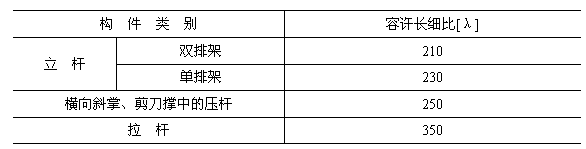 构 件 类 别 容许长细比[λ]
立 杆 双排架 210
单排架 230
横向斜掌、剪刀撑中的压杆 250
拉 杆 350